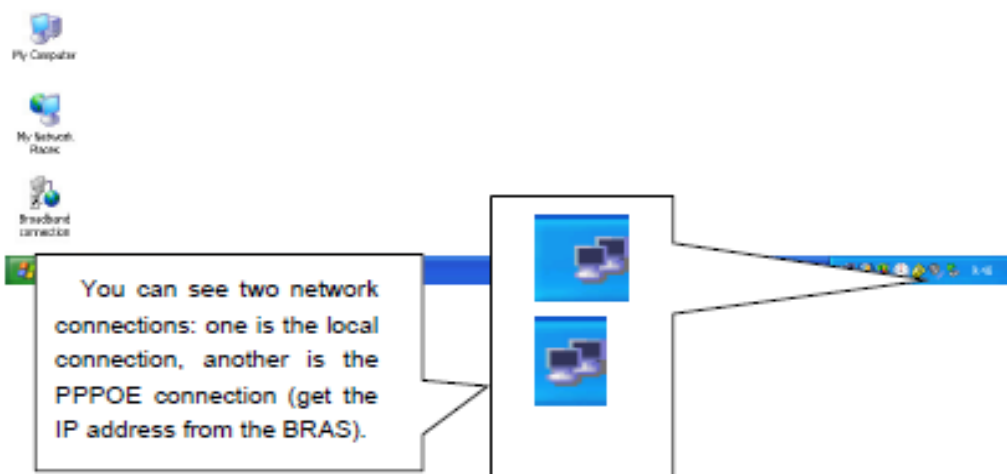 My Computer
My Network
Places
Broadband
connection
You can see two network
connections: one is the local
connection, another is the
PPPOE connection (get the
IP address from the BRAS).